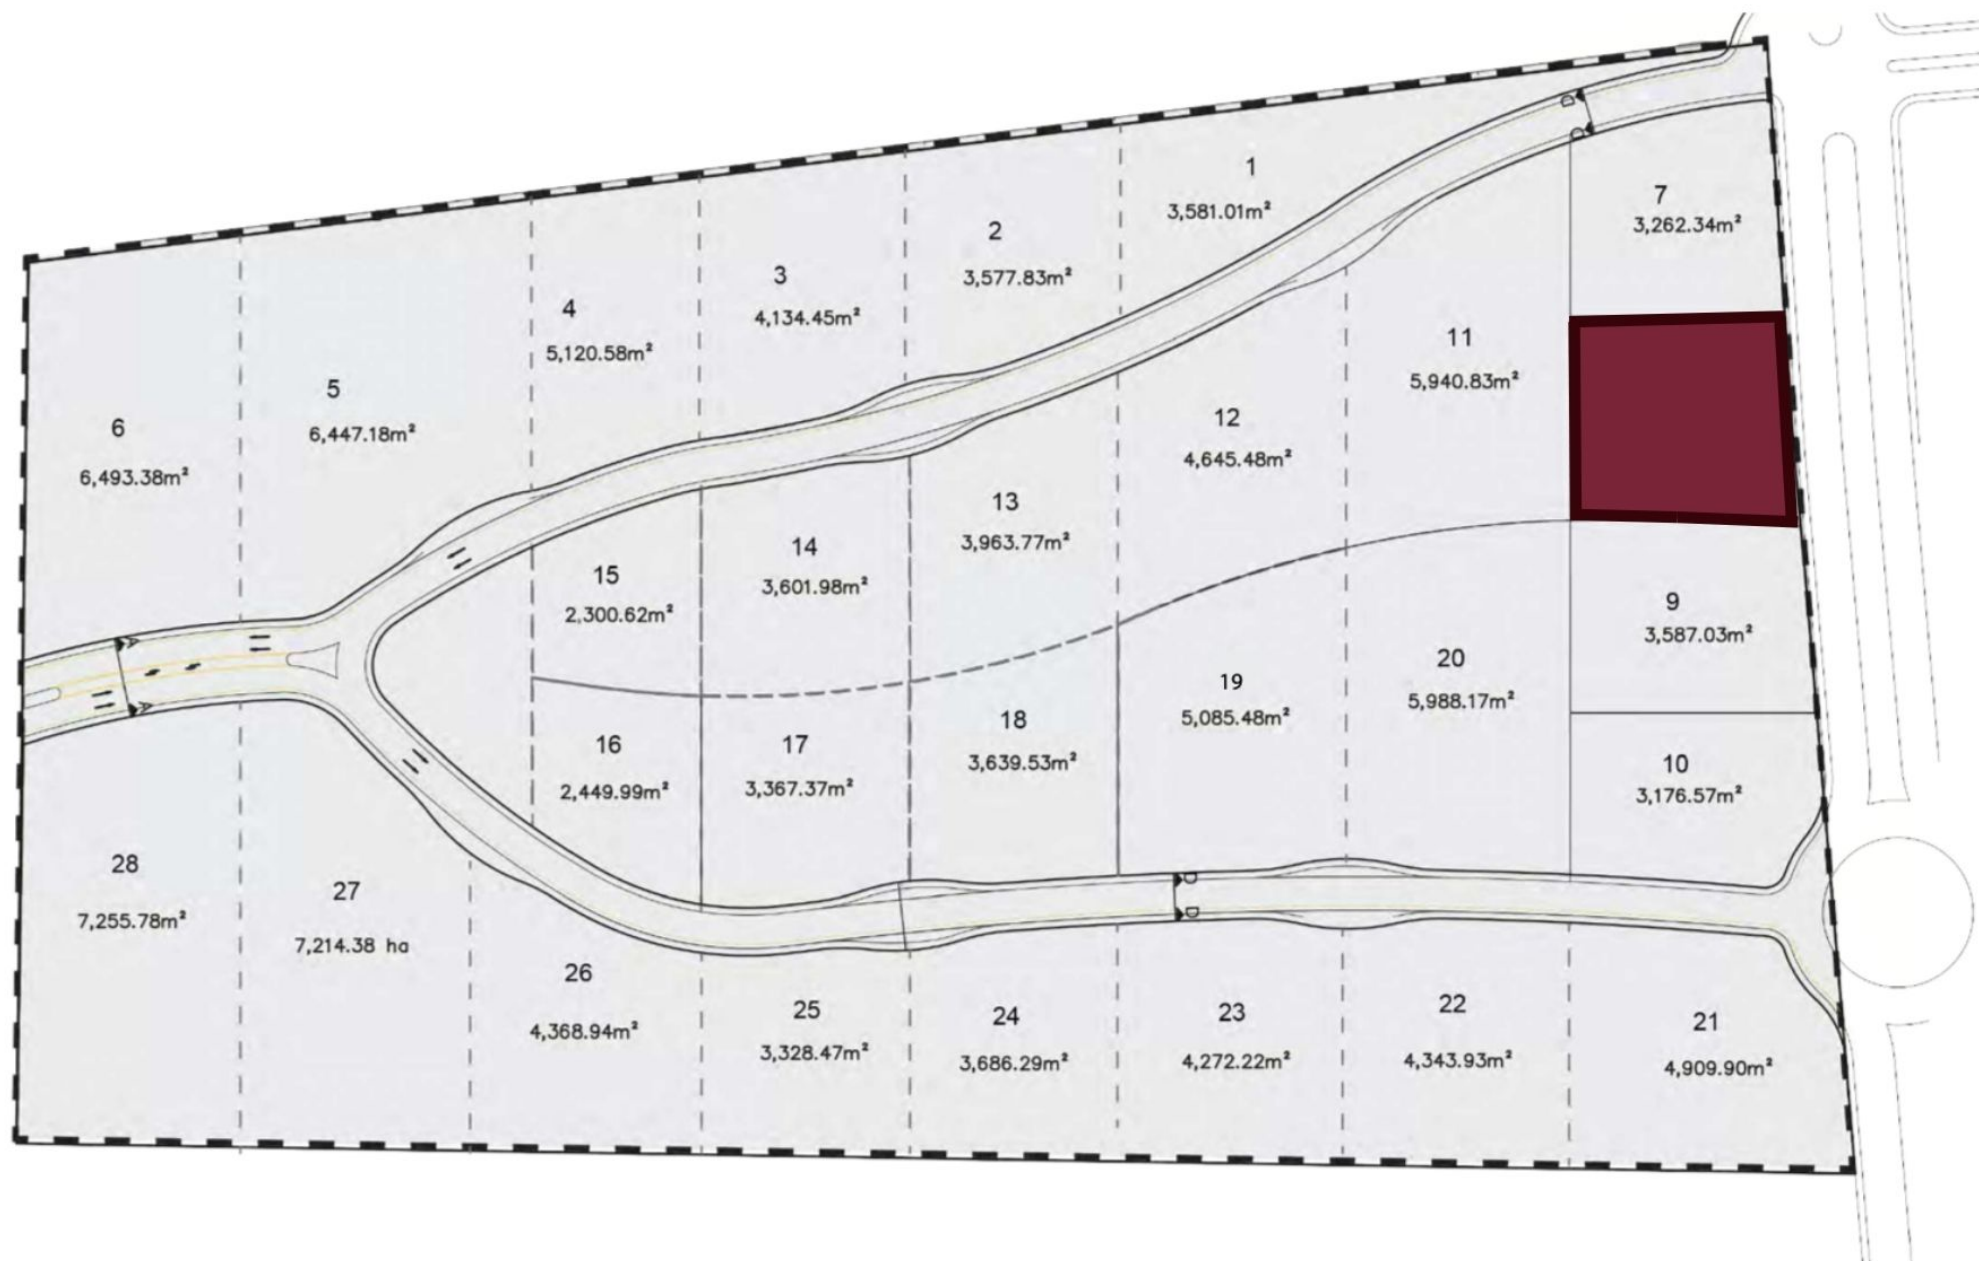 1
3,581.01m²
7
3,262.34m²
2
3,577.83m²
3
4,134.45m²
4
5,120.58m²
11
5,940.83m²
5
6,447.18m²
6
6,493.38m²
12
4,645.48m²
13
3,963.77m²
14
3,601.98m²
15
2,300.62m²
9
3,587.03m²
20
5,988.17m²
19
5,085.48m²
18
3,639.53m²
16
2,449.99m²
17
3,367.37m²
10
3,176.57m²
28
7,255.78m²
27
7,214.38 ha
26
4,368.94m²
25
3,328.47m²
24
3,686.29m²
23
4,272.22m²
22
4,343.93m²
21
4,909.90m²